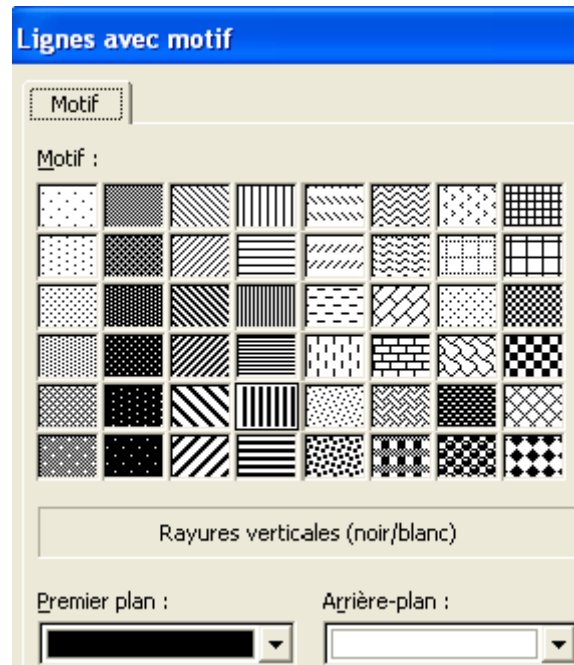 Lignes avec motif
Motif
Motif :
Rayures verticales (noir/blanc)
Premier plan :
Arrière-plan :